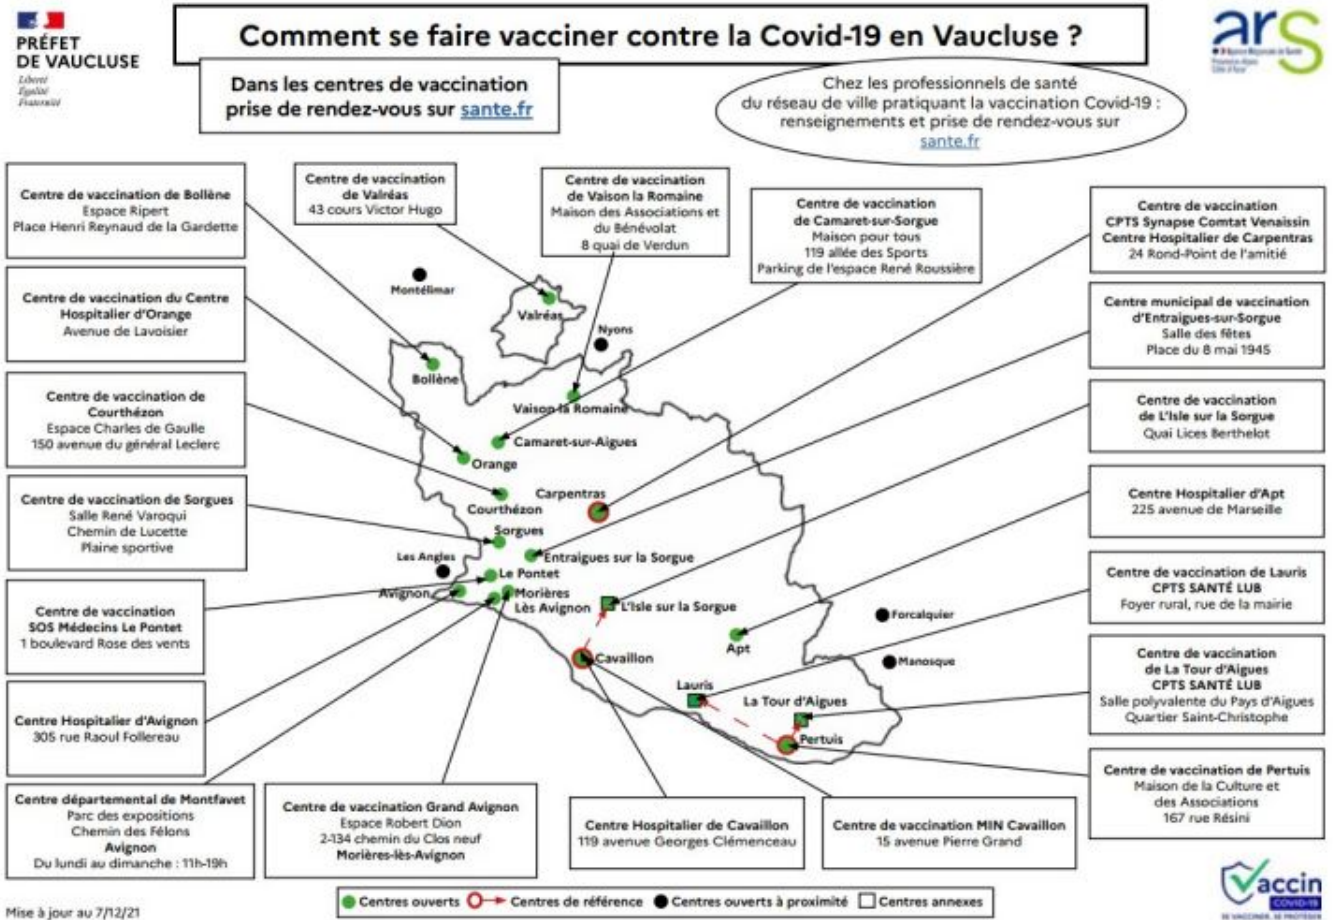 PRÉFET
DE VAUCLUSE
Liberté
Égalité
Fraternité
Comment se faire vacciner contre la Covid-19 en Vaucluse ?
ars
Dans les centres de vaccination
prise de rendez-vous sur sante.fr
Chez les professionnels de santé
du réseau de ville pratiquant la vaccination Covid-19 :
renseignements et prise de rendez-vous sur
sante.fr
Centre de vaccination de Bollène
Espace Ripert
Place Henri Reynaud de la Gardette
Centre de vaccination
de Valréas
43 cours Victor Hugo
Centre de vaccination
de Vaison la Romaine
Maison des Associations et
du Bénévolat
8 quai de Verdun
Centre de vaccination
de Camaret-sur-Sorgue
Maison pour tous
119 allée des Sports
Parking de l'espace René Roussière
Centre de vaccination
CPTS Synapse Comtat Venaissin
Centre Hospitalier de Carpentras
24 Rond-Point de l'amitié
Centre de vaccination du Centre
Hospitalier d'Orange
Avenue de Lavoisier
Centre municipal de vaccination
d'Entraigues-sur-Sorgue
Salle des fêtes
Place du 8 mai 1945
Centre de vaccination de
Courthézon
Espace Charles de Gaulle
150 avenue du général Leclerc
Centre de vaccination
de L'Isle sur la Sorgue
Quai Lices Berthelot
Centre de vaccination de Sorgues
Salle René Varoqui
Chemin de Lucette
Plaine sportive
Centre Hospitalier d'Apt
225 avenue de Marseille
Centre de vaccination
SOS Médecins Le Pontet
1 boulevard Rose des vents
Centre de vaccination de Lauris
CPTS SANTÉ LUB
Foyer rural, rue de la mairie
Centre Hospitalier d'Avignon
305 rue Raoul Follereau
Centre de vaccination
de La Tour d'Aigues
CPTS SANTÉ LUB
Salle polyvalente du Pays d'Aigues
Quartier Saint-Christophe
Centre départemental de Montfavet
Parc des expositions
Chemin des Félons
Avignon
Du lundi au dimanche : 11h-19h
Centre de vaccination Grand Avignon
Espace Robert Dion
2-134 chemin du Clos neuf
Morières-lès-Avignon
Centre Hospitalier de Cavaillon
119 avenue Georges Clémenceau
Centre de vaccination MIN Cavaillon
15 avenue Pierre Grand
Centre de vaccination de Pertuis
Maison de la Culture et
des Associations
167 rue Résini
Montélimar
Valréas
Nyons
Bollène
Vaison la Romaine
Camaret-sur-Aigues
Orange
Carpentras
Courthézon
Sorgues
Les Angles
Entraigues sur la Sorgue
Le Pontet
Avignon
Morières
Lès Avignon
L'Isle sur la Sorgue
Forcalquier
Apt
Cavaillon
Manosque
Lauris
La Tour d'Aigues
Pertuis
Centres ouverts
Centres de référence
Centres ouverts à proximité
Centres annexes
Vaccin
COVID-19
SE VACCINER, SE PROTÉGER
Mise à jour au 7/12/21